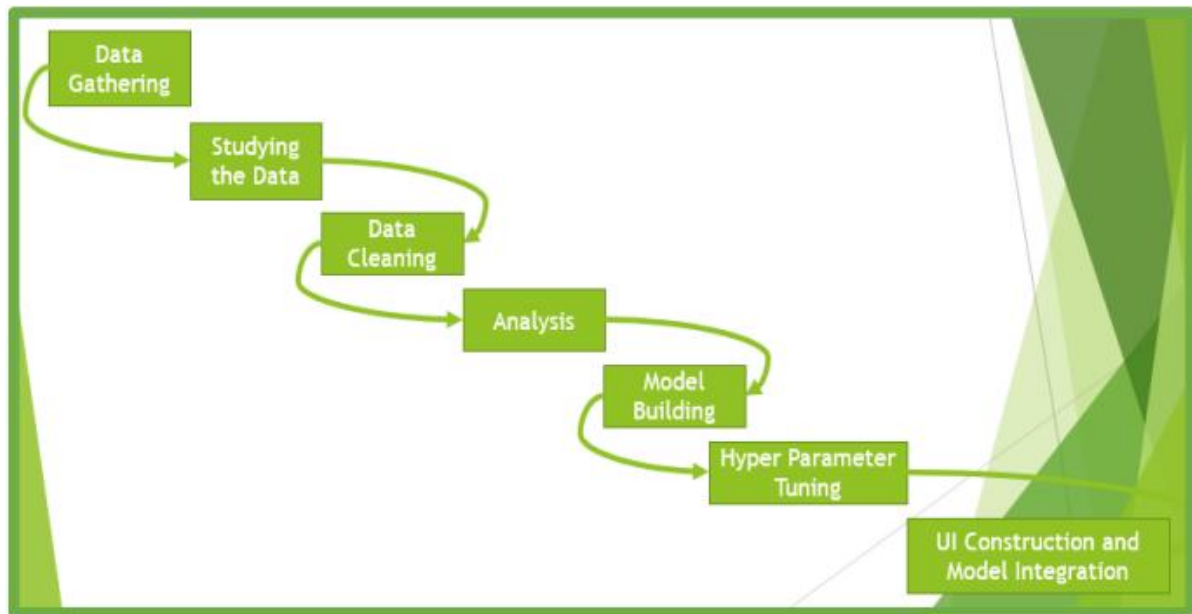 Data
Gathering
Studying
the Data
Data
Cleaning
Analysis
Model
Building
Hyper Parameter
Tuning
UI Construction and
Model Integration